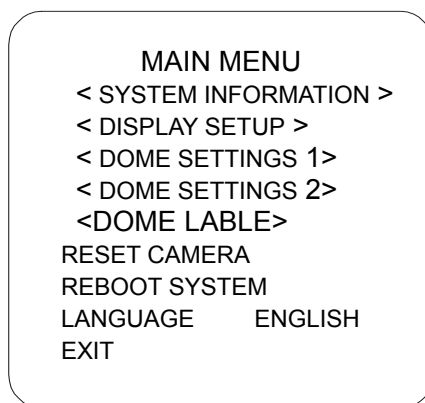 MAIN MENU
< SYSTEM INFORMATION >
< DISPLAY SETUP >
< DOME SETTINGS 1>
< DOME SETTINGS 2>
<DOME LABLE>
RESET CAMERA
REBOOT SYSTEM
LANGUAGE ENGLISH
EXIT